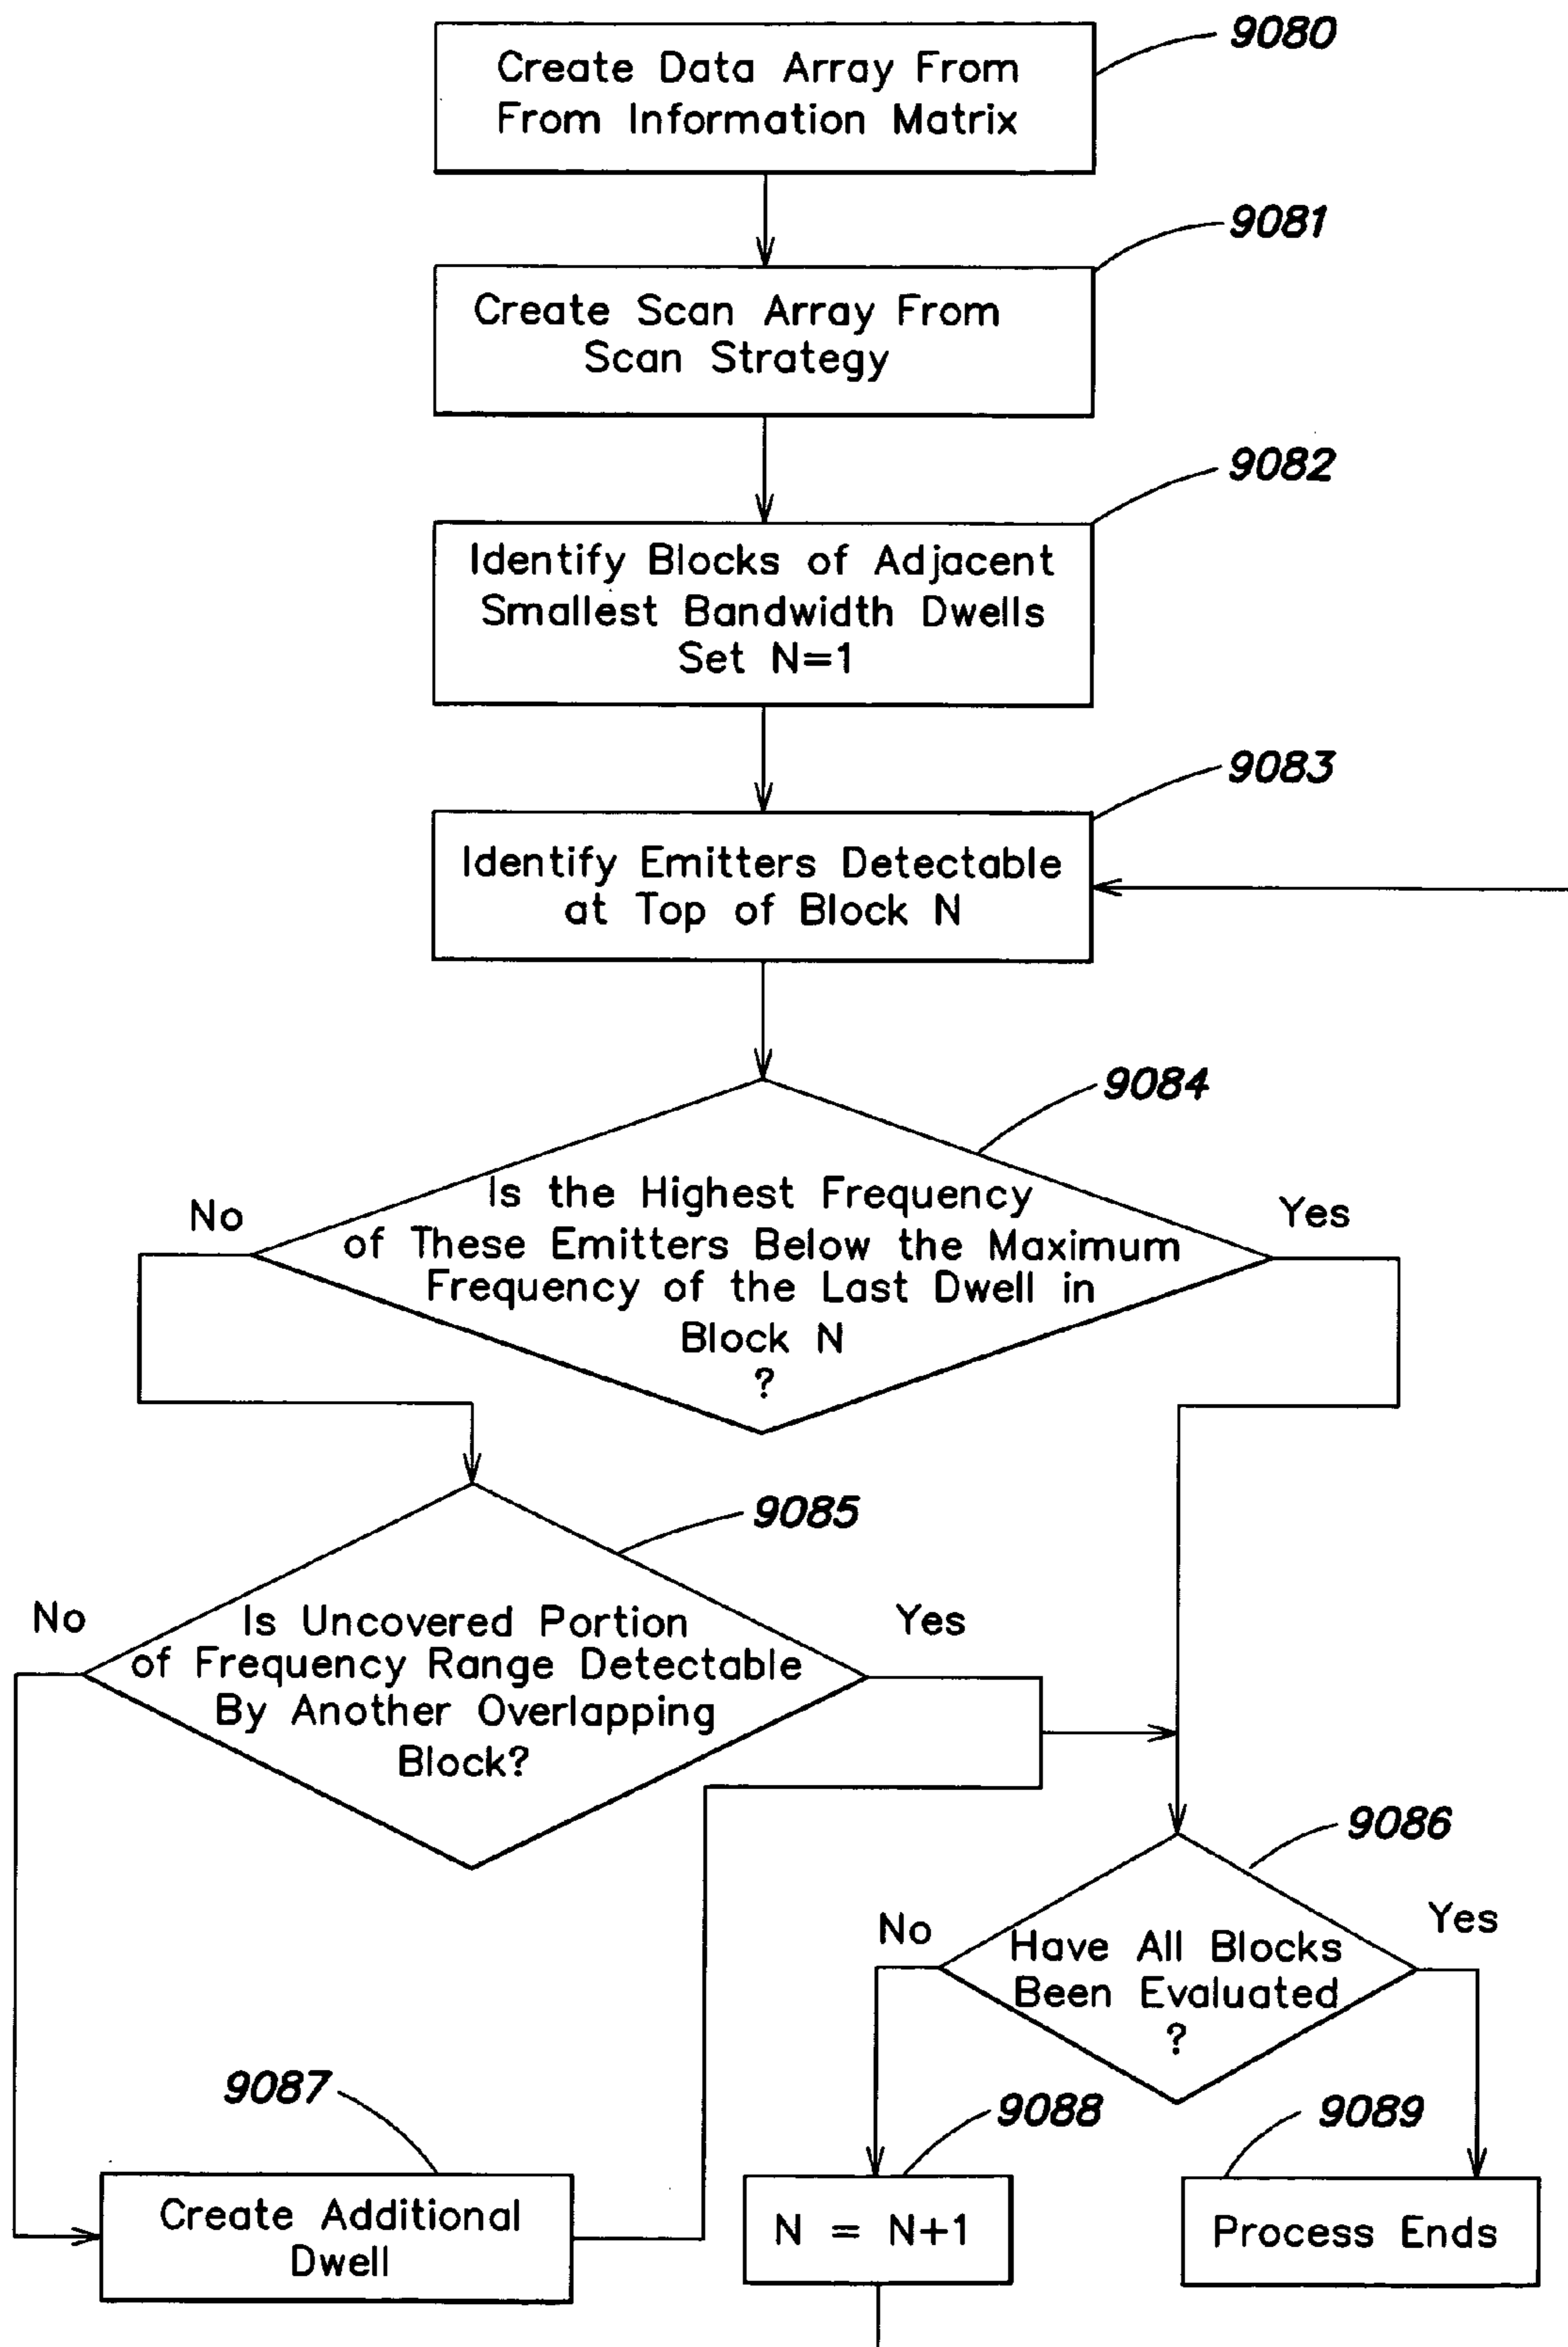 9080
Create Data Array From
From Information Matrix
9081
Create Scan Array From
Scan Strategy
9082
Identify Blocks of Adjacent
Smallest Bandwidth Dwells
Set N=1
9083
Identify Emitters Detectable
at Top of Block N
9084
Is the Highest Frequency
of These Emitters Below the Maximum
Frequency of the Last Dwell in
Block N
?
No
Yes
9085
Is Uncovered Portion
of Frequency Range Detectable
By Another Overlapping
Block?
No
Yes
9086
Have All Blocks
Been Evaluated
?
No
Yes
9087
Create Additional
Dwell
9088
N = N+1
9089
Process Ends